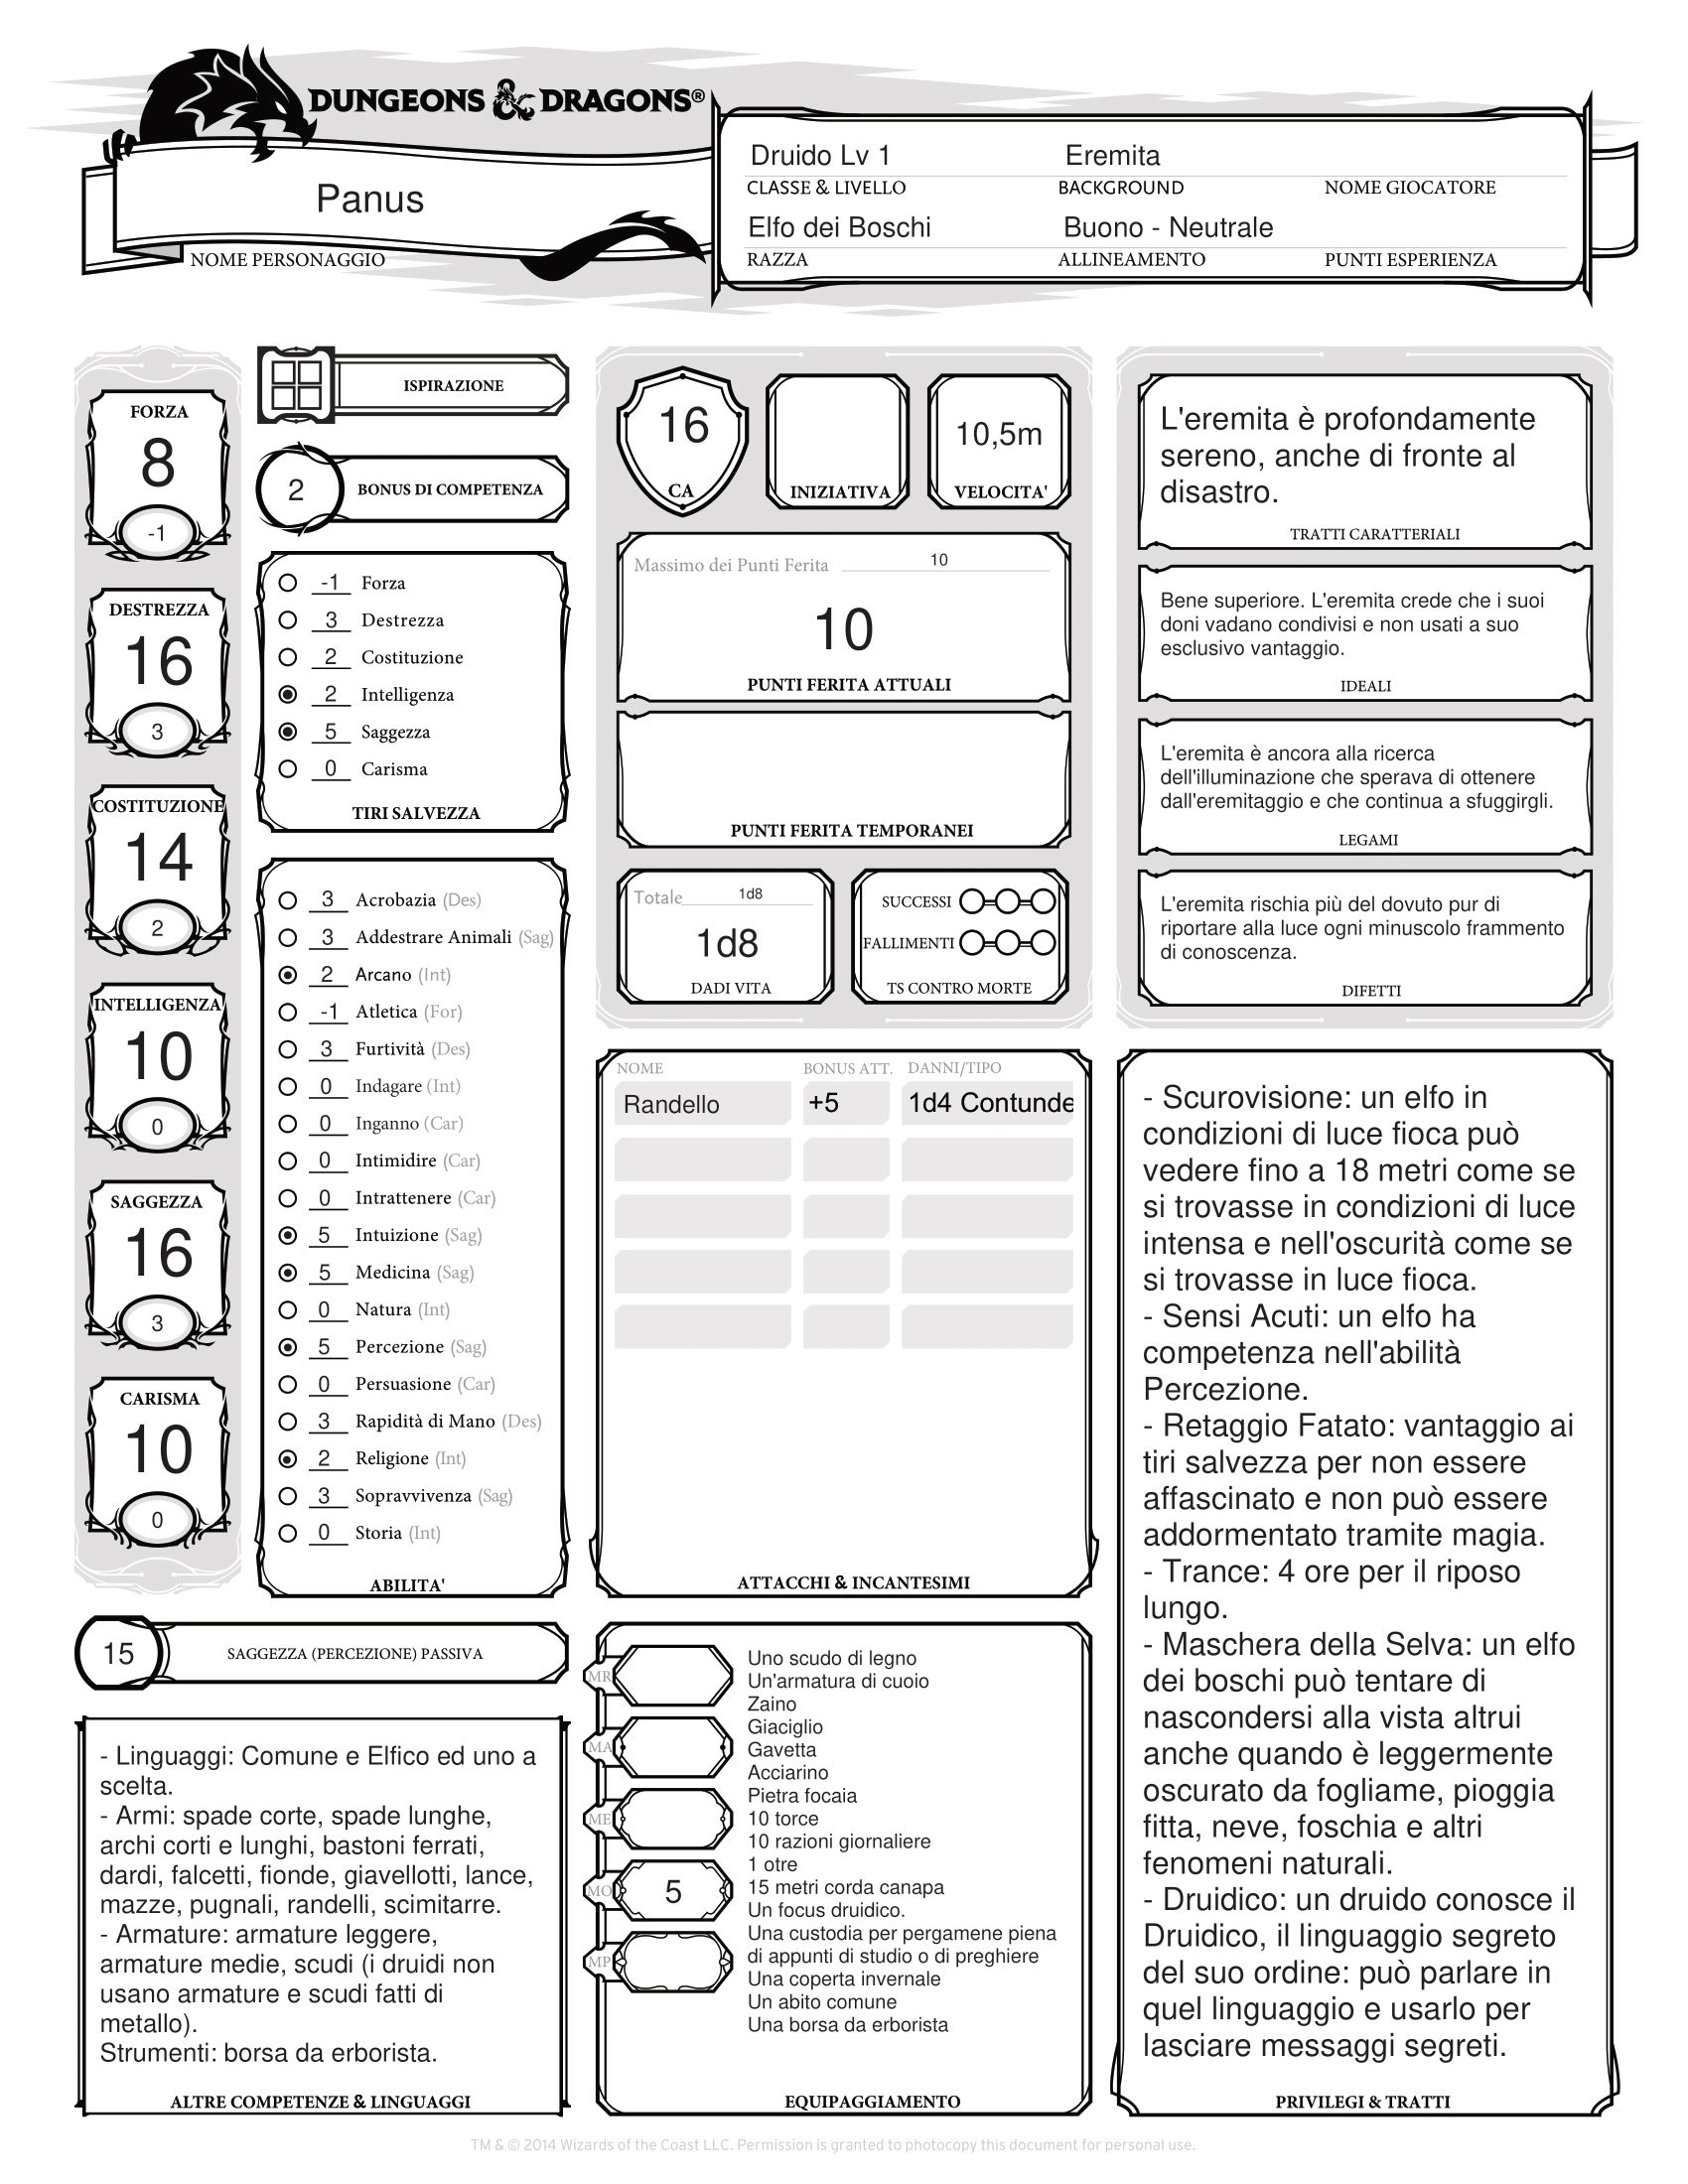 DUNGEONS & DRAGONS®
Panus
NOME PERSONAGGIO
Druido Lv 1
Eremita
CLASSE & LIVELLO
BACKGROUND
NOME GIOCATORE
Elfo dei Boschi
Buono - Neutrale
RAZZA
ALLINEAMENTO
PUNTI ESPERIENZA
FORZA
8
-1
DESTREZZA
16
3
COSTITUZIONE
14
2
INTELLIGENZA
10
0
SAGGEZZA
16
3
CARISMA
10
0
ISPIRAZIONE
2 BONUS DI COMPETENZA
-1 Forza
3 Destrezza
2 Costituzione
2 Intelligenza
5 Saggezza
0 Carisma
TIRI SALVEZZA
3 Acrobazia (Des)
3 Addestrare Animali (Sag)
2 Arcano (Int)
-1 Atletica (For)
3 Furtività (Des)
0 Indagare (Int)
0 Inganno (Car)
0 Intimidire (Car)
0 Intrattenere (Car)
5 Intuizione (Sag)
5 Medicina (Sag)
0 Natura (Int)
5 Percezione (Sag)
0 Persuasione (Car)
3 Rapidità di Mano (Des)
2 Religione (Int)
3 Sopravvivenza (Sag)
0 Storia (Int)
ABILITA'
15 SAGGEZZA (PERCEZIONE) PASSIVA
- Linguaggi: Comune e Elfico ed uno a
scelta.
- Armi: spade corte, spade lunghe,
archi corti e lunghi, bastoni ferrati,
dardi, falcetti, fionde, giavellotti, lance,
mazze, pugnali, randelli, scimitarre.
- Armature: armature leggere,
armature medie, scudi (i druidi non
usano armature e scudi fatti di
metallo).
Strumenti: borsa da erborista.
ALTRE COMPETENZE & LINGUAGGI
16
CA
INIZIATIVA
10,5m
VELOCITA'
Massimo dei Punti Ferita 10
10
PUNTI FERITA ATTUALI
PUNTI FERITA TEMPORANEI
Totale 1d8
1d8
DADI VITA
SUCCESSI
FALLIMENTI
TS CONTRO MORTE
NOME BONUS ATT. DANNI/TIPO
Randello +5 1d4 Contunde
ATTACCHI & INCANTESIMI
MR
MA
ME
MO 5
MP
Uno scudo di legno
Un'armatura di cuoio
Zaino
Giaciglio
Gavetta
Acciarino
Pietra focaia
10 torce
10 razioni giornaliere
1 otre
15 metri corda canapa
Un focus druidico.
Una custodia per pergamene piena
di appunti di studio o di preghiere
Una coperta invernale
Un abito comune
Una borsa da erborista
EQUIPAGGIAMENTO
L'eremita è profondamente
sereno, anche di fronte al
disastro.
TRATTI CARATTERIALI
Bene superiore. L'eremita crede che i suoi
doni vadano condivisi e non usati a suo
esclusivo vantaggio.
IDEALI
L'eremita è ancora alla ricerca
dell'illuminazione che sperava di ottenere
dall'eremitaggio e che continua a sfuggirgli.
LEGAMI
L'eremita rischia più del dovuto pur di
riportare alla luce ogni minuscolo frammento
di conoscenza.
DIFETTI
- Scurovisione: un elfo in
condizioni di luce fioca può
vedere fino a 18 metri come se
si trovasse in condizioni di luce
intensa e nell'oscurità come se
si trovasse in luce fioca.
- Sensi Acuti: un elfo ha
competenza nell'abilità
Percezione.
- Retaggio Fatato: vantaggio ai
tiri salvezza per non essere
affascinato e non può essere
addormentato tramite magia.
- Trance: 4 ore per il riposo
lungo.
- Maschera della Selva: un elfo
dei boschi può tentare di
nascondersi alla vista altrui
anche quando è leggermente
oscurato da fogliame, pioggia
fitta, neve, foschia e altri
fenomeni naturali.
- Druidico: un druido conosce il
Druidico, il linguaggio segreto
del suo ordine: può parlare in
quel linguaggio e usarlo per
lasciare messaggi segreti.
PRIVILEGI & TRATTI
TM & © 2014 Wizards of the Coast LLC. Permission is granted to photocopy this document for personal use.